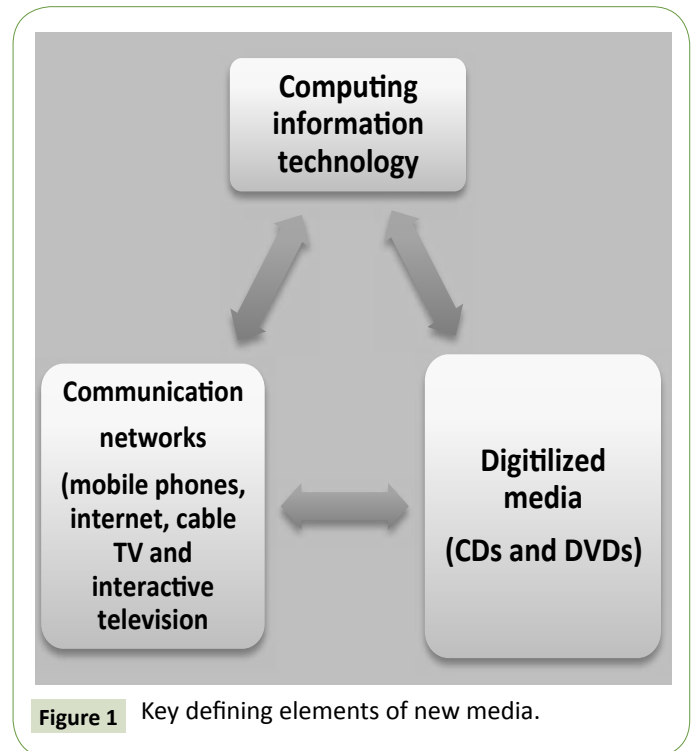 Computing
information
technology
Communication
networks
(mobile phones,
internet, cable
TV and
interactive
television
Digitilized
media
(CDs and DVDs)
Figure 1 Key defining elements of new media.